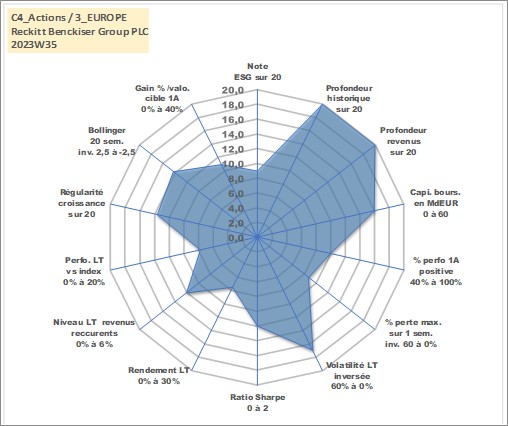 C4_Actions / 3_EUROPE
Reckitt Benckiser Group PLC
2023W35
Note
ESG sur 20
Profondeur
historique
sur 20
Profondeur
revenus
sur 20
Capi. bours.
en MdEUR
0 à 60
% perfo 1A
positive
40% à 100%
% perte max.
sur 1 sem.
inv. 60 à 0%
Volatilité LT
inversée
60% à 0%
Ratio Sharpe
0 à 2
Rendement LT
0% à 30%
Niveau LT revenus
reccurents
0% à 6%
Perfo. LT
vs index
0% à 20%
Régularité
croissance
sur 20
Bollinger
20 sem.
inv. 2,5 à -2,5
Gain % /valo.
cible 1A
0% à 40%
20,0
18,0
16,0
14,0
12,0
10,0
8,0
6,0
4,0
2,0
0,0